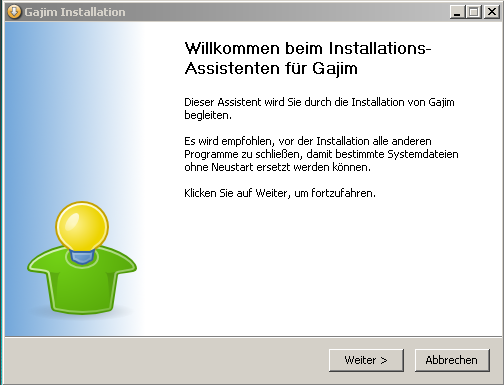 Gajim Installation
Willkommen beim Installations-
Assistenten für Gajim
Dieser Assistent wird Sie durch die Installation von Gajim
begleiten.
Es wird empfohlen, vor der Installation alle anderen
Programme zu schließen, damit bestimmte Systemdateien
ohne Neustart ersetzt werden können.
Klicken Sie auf Weiter, um fortzufahren.
Weiter >
Abbrechen